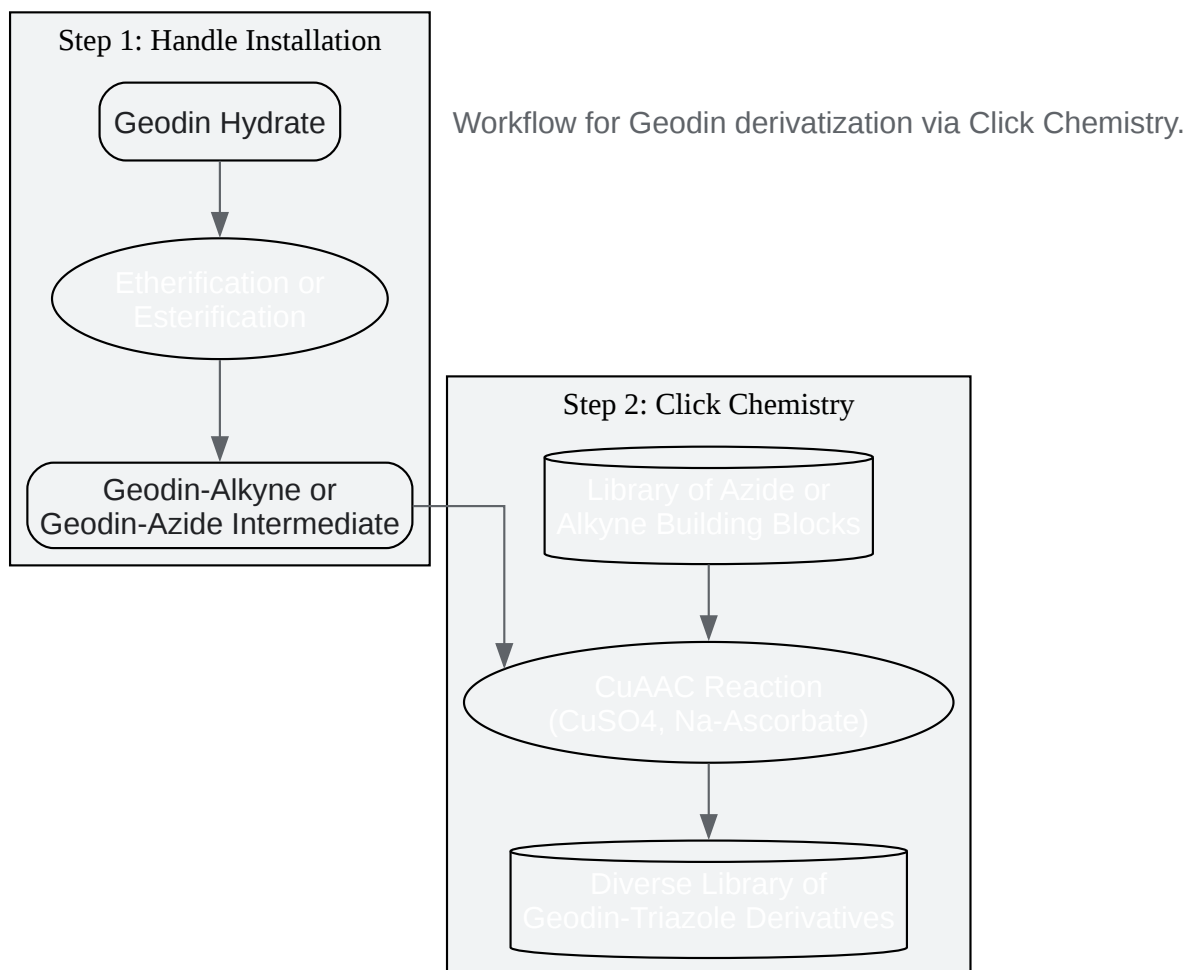 Step 1: Handle Installation
Geodin Hydrate
Workflow for Geodin derivatization via Click Chemistry.
Etherification or
Esterification
Geodin-Alkyne or
Geodin-Azide Intermediate
Step 2: Click Chemistry
Library of Azide or
Alkyne Building Blocks
CuAAC Reaction
(CuSO4, Na-Ascorbate)
Diverse Library of
Geodin-Triazole Derivatives